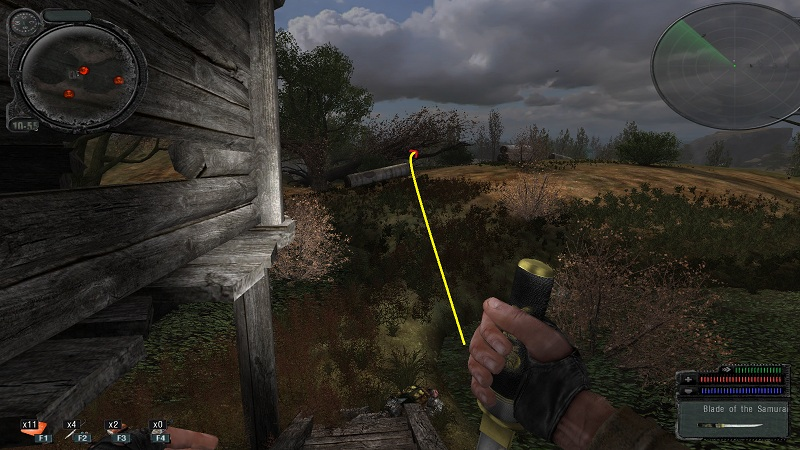 10-55
x11 x4 x2 x0
F1 F2 F3 F4
Blade of the Samurai